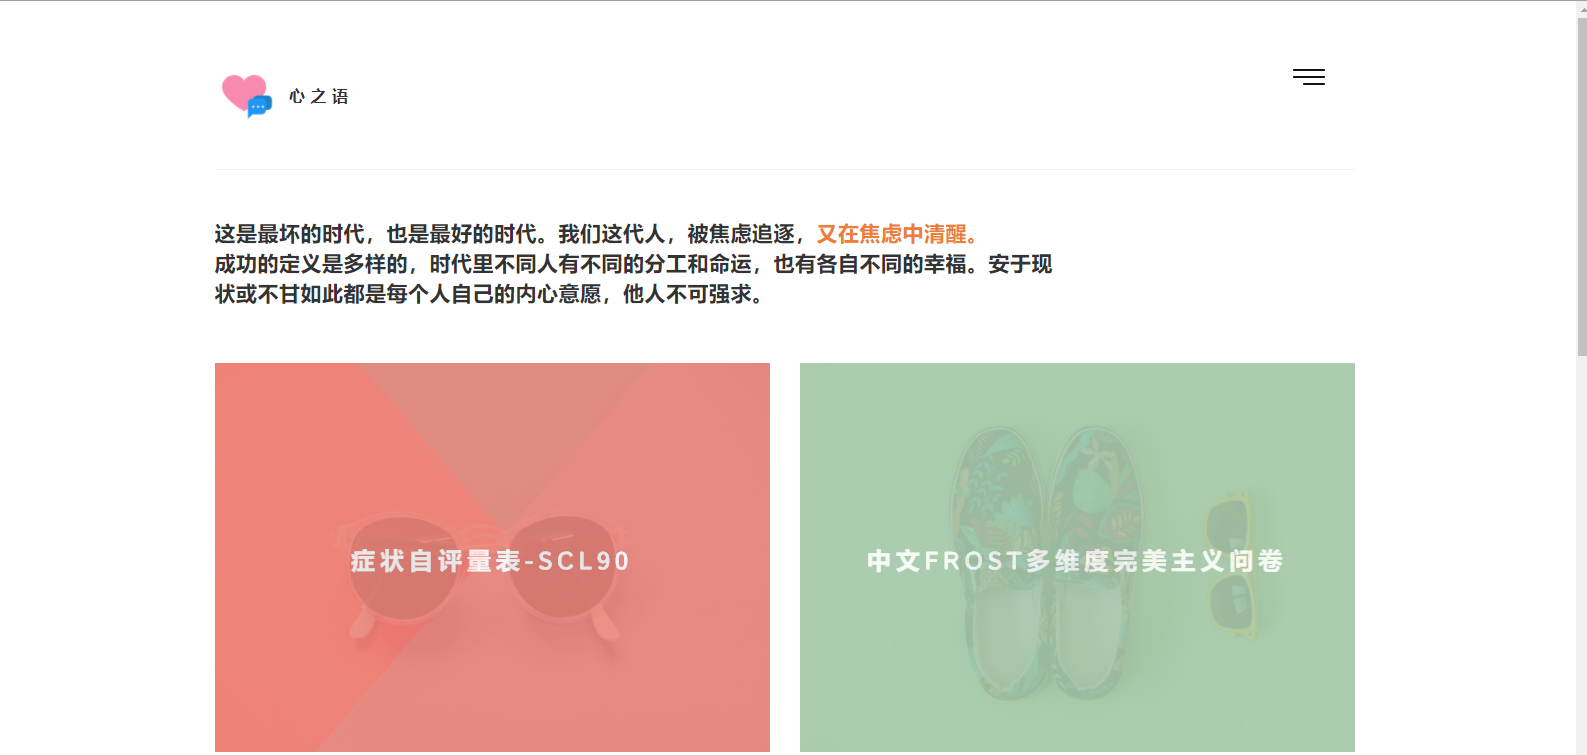 心之语
这是最坏的时代，也是最好的时代。我们这代人，被焦虑追逐，又在焦虑中清醒。
成功的定义是多样的，时代里不同人有不同的分工和命运，也有各自不同的幸福。安于现
状或不甘如此都是每个人自己的内心意愿，他人不可强求。
症状自评量表-SCL90
中文FROST多维度完美主义问卷